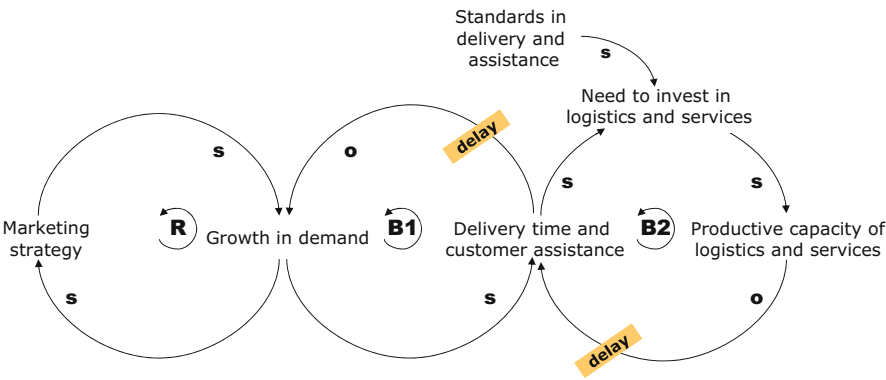 Standards in
delivery and
assistance
s
Need to invest in
logistics and services
delay
s
o
s
s
Marketing
strategy
R
Growth in demand
B1
Delivery time and
customer assistance
B2
Productive capacity of
logistics and services
s
s
o
delay